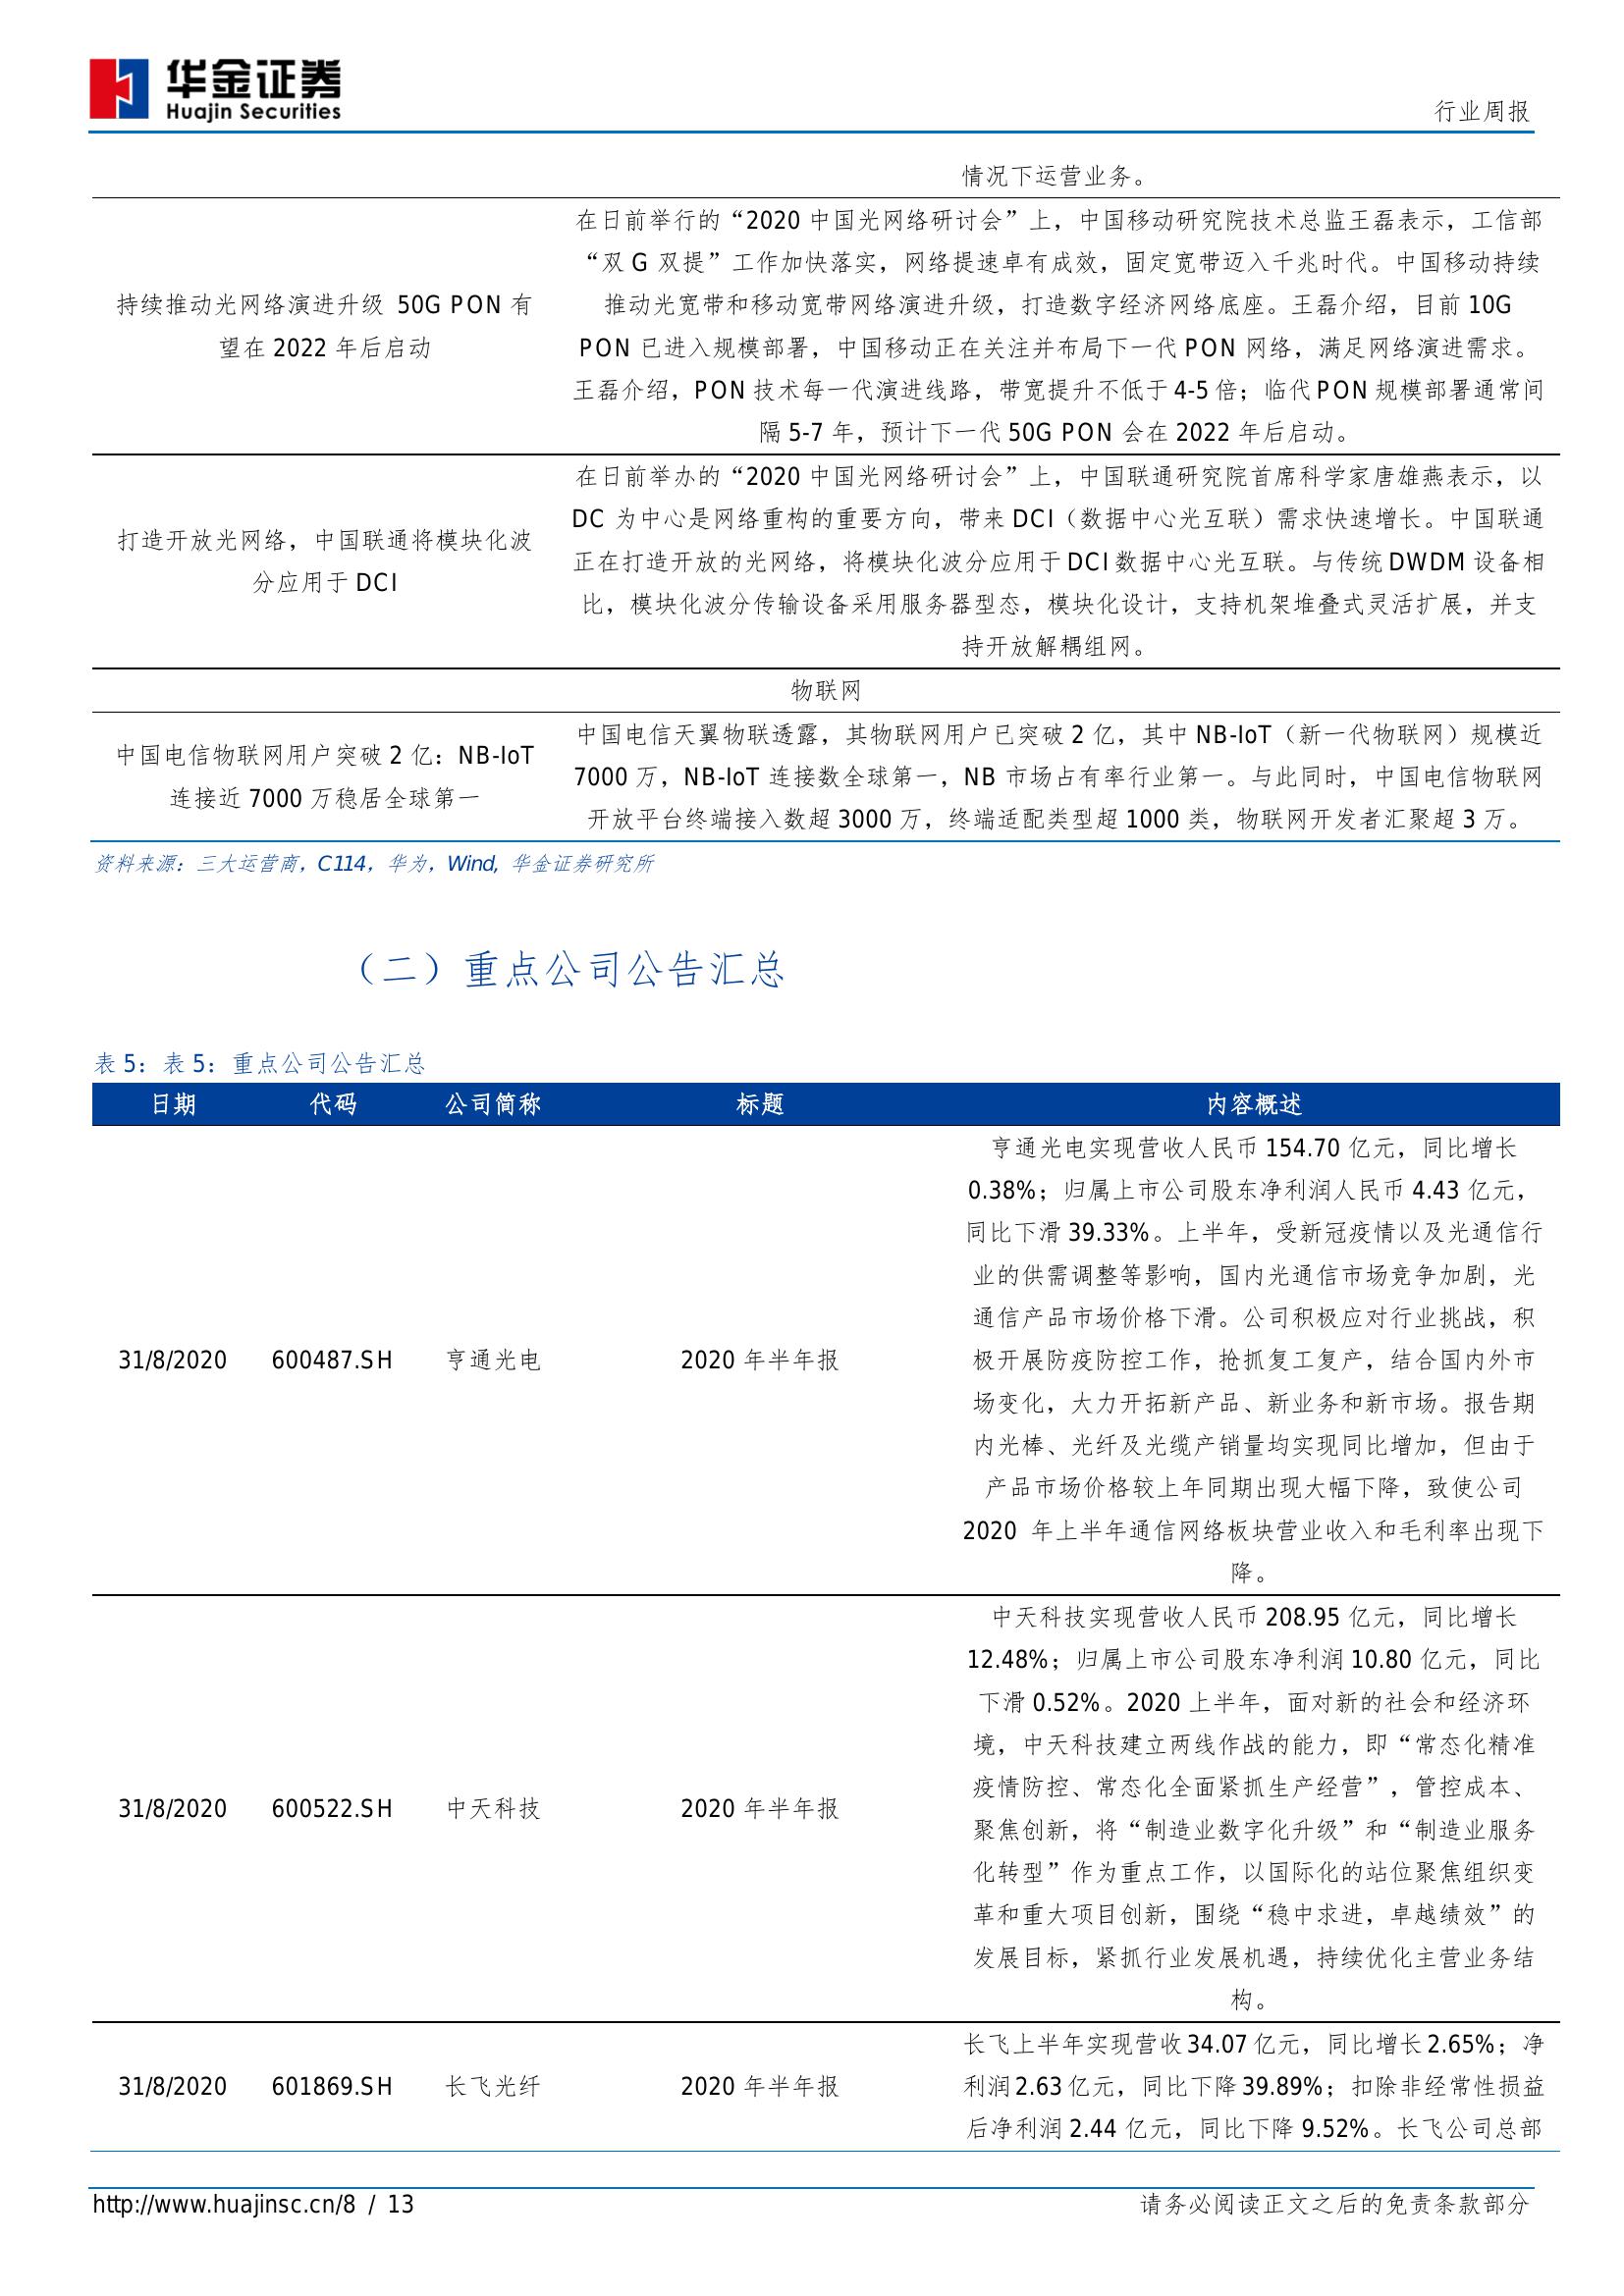 华金证券
Huajin Securities
行业周报
情况下运营业务。
在日前举行的“2020 中国光网络研讨会”上，中国移动研究院技术总监王磊表示，工信部
“双 G 双提”工作加快落实，网络提速卓有成效，固定宽带迈入千兆时代。中国移动持续
持续推动光网络演进升级 50G PON 有
望在 2022 年后启动
推动光宽带和移动宽带网络演进升级，打造数字经济网络底座。王磊介绍，目前 10G
PON 已进入规模部署，中国移动正在关注并布局下一代 PON 网络，满足网络演进需求。
王磊介绍，PON 技术每一代演进线路，带宽提升不低于 4-5 倍；临代 PON 规模部署通常间
隔 5-7 年，预计下一代 50G PON 会在 2022 年后启动。
打造开放光网络，中国联通将模块化波
分应用于 DCI
在日前举办的“2020 中国光网络研讨会”上，中国联通研究院首席科学家唐雄燕表示，以
DC 为中心是网络重构的重要方向，带来 DCI（数据中心光互联）需求快速增长。中国联通
正在打造开放的光网络，将模块化波分应用于 DCI 数据中心光互联。与传统 DWDM 设备相
比，模块化波分传输设备采用服务器型态，模块化设计，支持机架堆叠式灵活扩展，并支
持开放解耦组网。
物联网
中国电信物联网用户突破 2 亿：NB-IoT
连接近 7000 万稳居全球第一
中国电信天翼物联透露，其物联网用户已突破 2 亿，其中 NB-IoT（新一代物联网）规模近
7000 万，NB-IoT 连接数全球第一，NB 市场占有率行业第一。与此同时，中国电信物联网
开放平台终端接入数超 3000 万，终端适配类型超 1000 类，物联网开发者汇聚超 3 万。
资料来源：三大运营商，C114，华为，Wind, 华金证券研究所
（二）重点公司公告汇总
表 5：表 5：重点公司公告汇总
日期 代码 公司简称 标题 内容概述
31/8/2020 600487.SH 亨通光电 2020 年半年报
亨通光电实现营收人民币 154.70 亿元，同比增长
0.38%；归属上市公司股东净利润人民币 4.43 亿元，
同比下滑 39.33%。上半年，受新冠疫情以及光通信行
业的供需调整等影响，国内光通信市场竞争加剧，光
通信产品市场价格下滑。公司积极应对行业挑战，积
极开展防疫防控工作，抢抓复工复产，结合国内外市
场变化，大力开拓新产品、新业务和新市场。报告期
内光棒、光纤及光缆产销量均实现同比增加，但由于
产品市场价格较上年同期出现大幅下降，致使公司
2020 年上半年通信网络板块营业收入和毛利率出现下
降。
31/8/2020 600522.SH 中天科技 2020 年半年报
中天科技实现营收人民币 208.95 亿元，同比增长
12.48%；归属上市公司股东净利润 10.80 亿元，同比
下滑 0.52%。2020 上半年，面对新的社会和经济环
境，中天科技建立两线作战的能力，即“常态化精准
疫情防控、常态化全面紧抓生产经营”，管控成本、
聚焦创新，将“制造业数字化升级”和“制造业服务
化转型”作为重点工作，以国际化的站位聚焦组织变
革和重大项目创新，围绕“稳中求进，卓越绩效”的
发展目标，紧抓行业发展机遇，持续优化主营业务结
构。
31/8/2020 601869.SH 长飞光纤 2020 年半年报
长飞上半年实现营收 34.07 亿元，同比增长 2.65%；净
利润 2.63 亿元，同比下降 39.89%；扣除非经常性损益
后净利润 2.44 亿元，同比下降 9.52%。长飞公司总部
http://www.huajinsc.cn/8 / 13
请务必阅读正文之后的免责条款部分